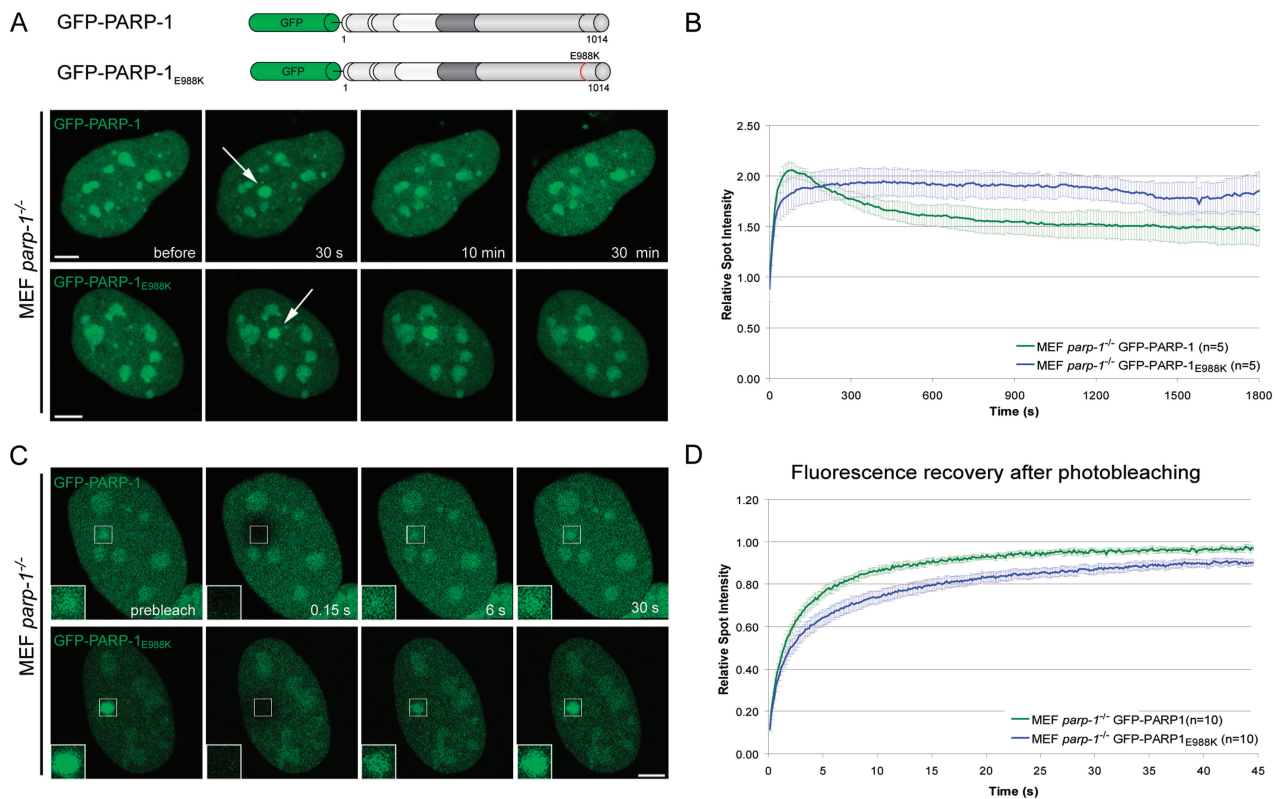 A
GFP-PARP-1
GFP
1
1014
GFP-PARP-1E988K
GFP
E988K
1
1014
MEF parp-1-/-
GFP-PARP-1
before
30 s
10 min
30 min
GFP-PARP-1E988K
B
Relative Spot Intensity
2.50
2.00
1.50
1.00
0.50
0.00
MEF parp-1-/- GFP-PARP-1 (n=5)
MEF parp-1-/- GFP-PARP-1E988K (n=5)
0 300 600 900 1200 1500 1800
Time (s)
C
MEF parp-1-/-
GFP-PARP-1
prebleach
0.15 s
6 s
30 s
GFP-PARP-1E988K
D
Fluorescence recovery after photobleaching
Relative Spot Intensity
1.20
1.00
0.80
0.60
0.40
0.20
0.00
MEF parp-1-/- GFP-PARP1(n=10)
MEF parp-1-/- GFP-PARP1E988K (n=10)
0 5 10 15 20 25 30 35 40 45
Time (s)